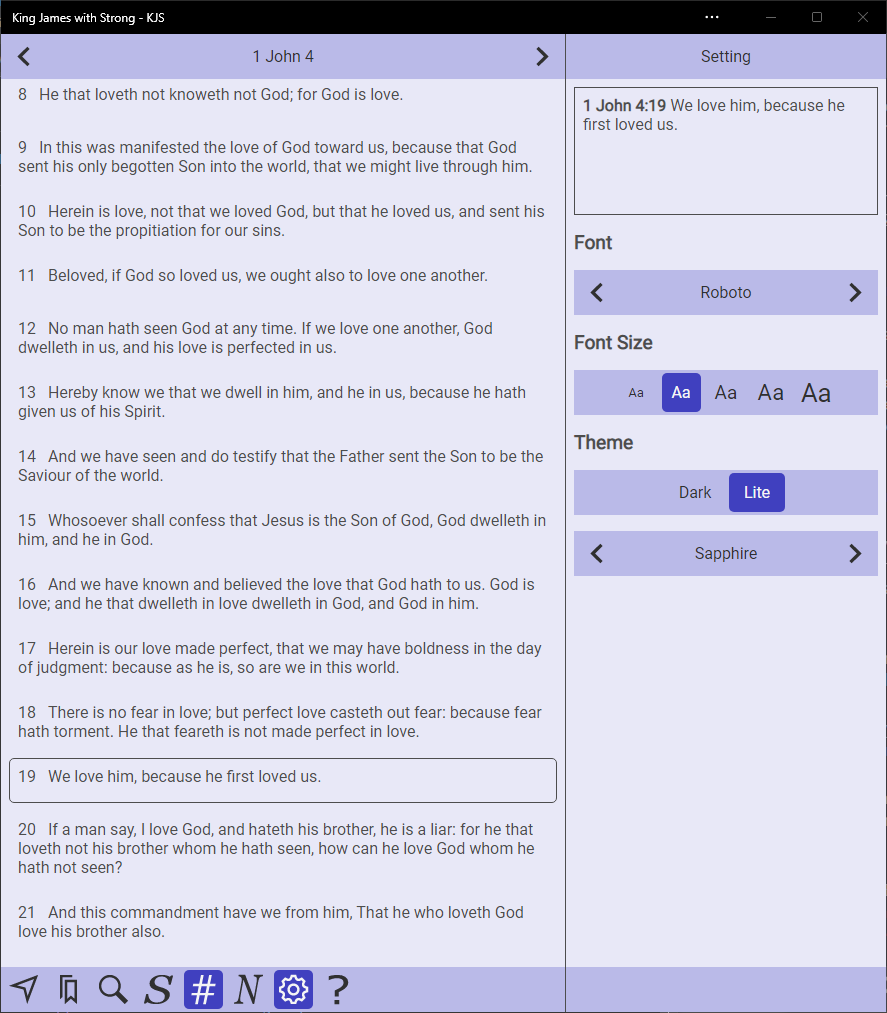 King James with Strong - KJS
1 John 4
8 He that loveth not knoweth not God; for God is love.
9 In this was manifested the love of God toward us, because that God
sent his only begotten Son into the world, that we might live through him.
10 Herein is love, not that we loved God, but that he loved us, and sent his
Son to be the propitiation for our sins.
11 Beloved, if God so loved us, we ought also to love one another.
12 No man hath seen God at any time. If we love one another, God
dwelleth in us, and his love is perfected in us.
13 Hereby know we that we dwell in him, and he in us, because he hath
given us of his Spirit.
14 And we have seen and do testify that the Father sent the Son to be the
Saviour of the world.
15 Whosoever shall confess that Jesus is the Son of God, God dwelleth in
him, and he in God.
16 And we have known and believed the love that God hath to us. God is
love; and he that dwelleth in love dwelleth in God, and God in him.
17 Herein is our love made perfect, that we may have boldness in the day
of judgment: because as he is, so are we in this world.
18 There is no fear in love; but perfect love casteth out fear: because fear
hath torment. He that feareth is not made perfect in love.
19 We love him, because he first loved us.
20 If a man say, I love God, and hateth his brother, he is a liar: for he that
loveth not his brother whom he hath seen, how can he love God whom he
hath not seen?
21 And this commandment have we from him, That he who loveth God
love his brother also.
S # N ?
Setting
1 John 4:19 We love him, because he
first loved us.
Font
Roboto
Font Size
Aa Aa Aa Aa Aa
Theme
Dark Lite
Sapphire